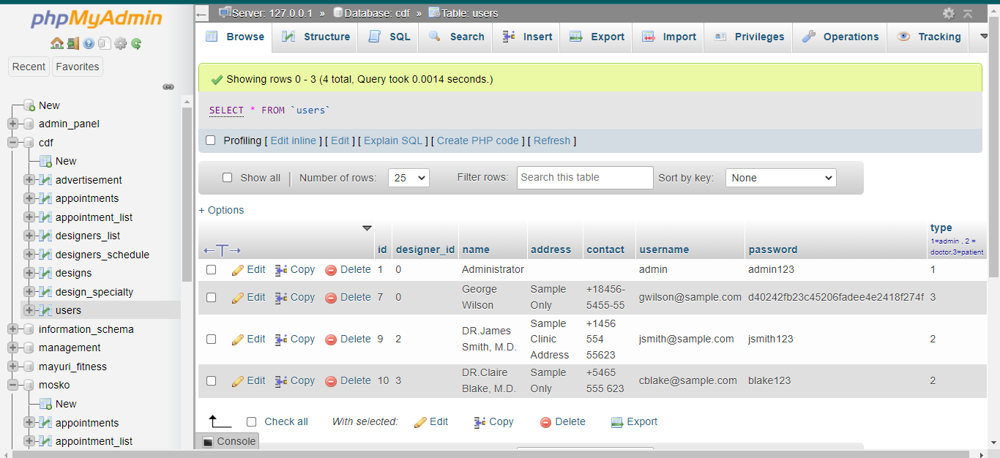 phpMyAdmin
Recent Favorites
New
admin_panel
cdf
New
advertisement
appointments
appointment_list
designers_list
designers_schedule
designs
design_specialty
users
information_schema
management
mayuri_fitness
mosko
New
appointments
appointment_list
Server: 127.0.0.1 » Database: cdf » Table: users
Browse Structure SQL Search Insert Export Import Privileges Operations Tracking
Showing rows 0 - 3 (4 total, Query took 0.0014 seconds.)
SELECT * FROM `users`
Profiling [ Edit inline ] [ Edit ] [ Explain SQL ] [ Create PHP code ] [ Refresh ]
Show all | Number of rows: 25 Filter rows: Search this table Sort by key: None
+ Options
←T→ id designer_id name address contact username password type
1=admin , 2 =
doctor,3=patient
Edit Copy Delete 1 0 Administrator admin admin123 1
Edit Copy Delete 7 0 George Wilson Sample Only +18456-5455-55 gwilson@sample.com d40242fb23c45206fadee4e2418f274f 3
Edit Copy Delete 9 2 DR.James Smith, M.D. Sample Clinic Address +1456 554 55623 jsmith@sample.com jsmith123 2
Edit Copy Delete 10 3 DR.Claire Blake, M.D. Sample Only +5465 555 623 cblake@sample.com blake123 2
Check all With selected: Edit Copy Delete Export
Console